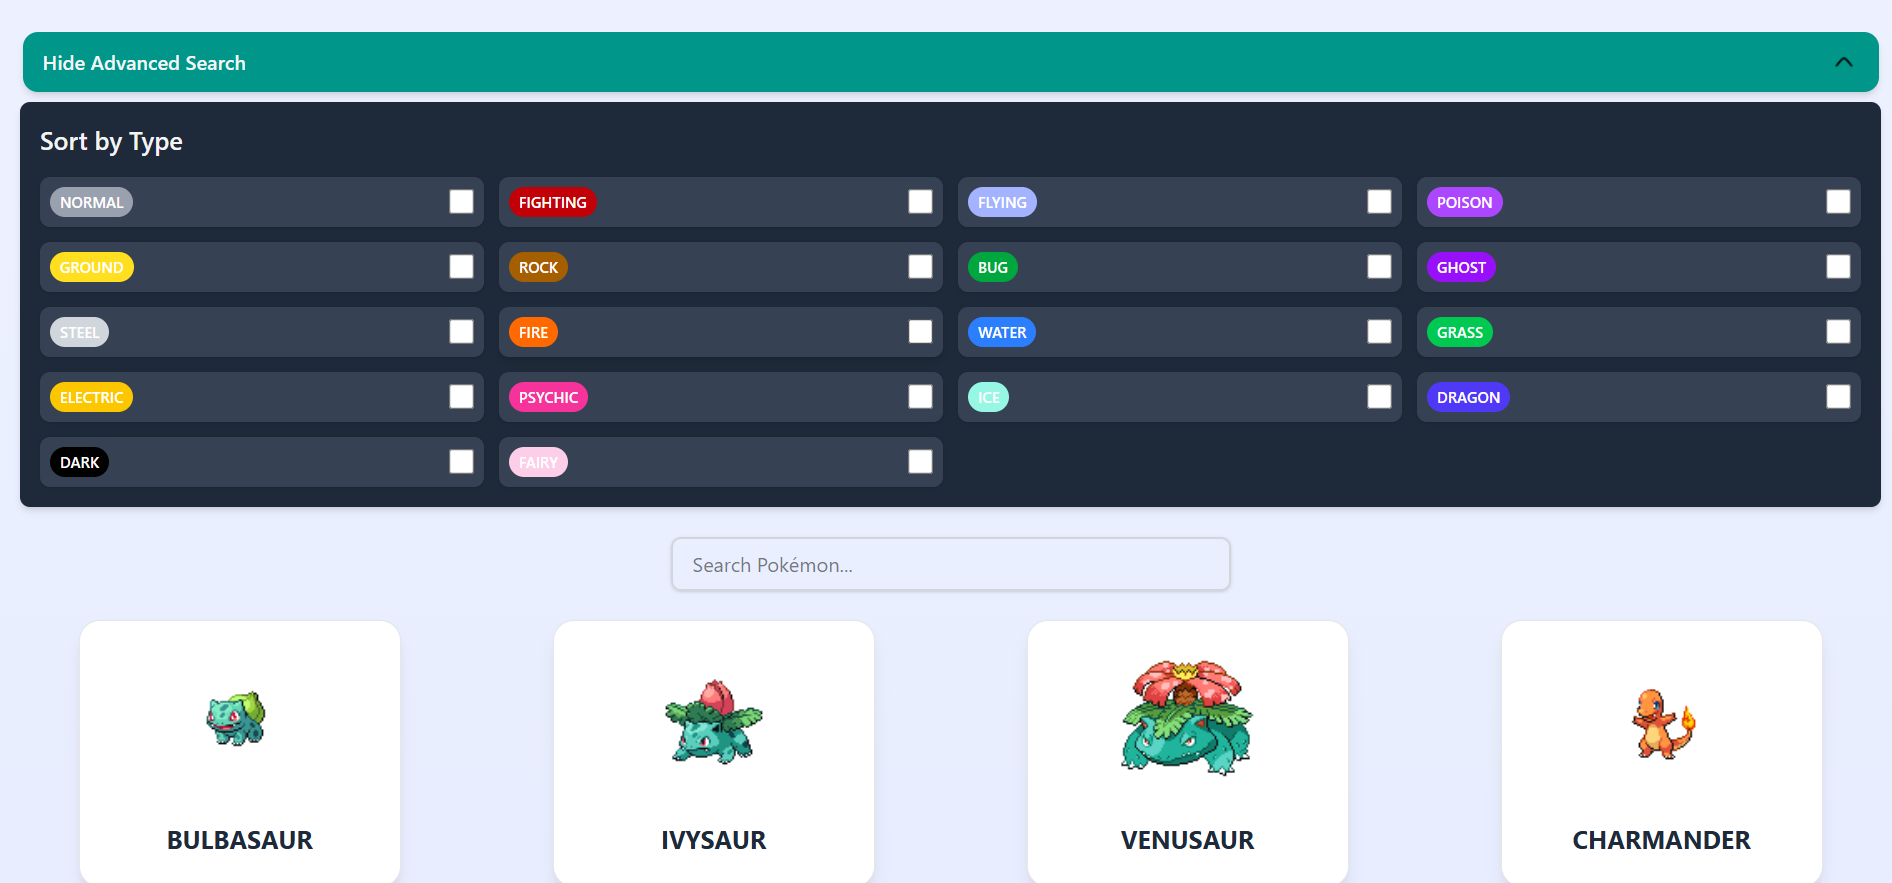 Hide Advanced Search
Sort by Type
NORMAL FIGHTING FLYING POISON
GROUND ROCK BUG GHOST
STEEL FIRE WATER GRASS
ELECTRIC PSYCHIC ICE DRAGON
DARK FAIRY
Search Pokémon...
BULBASAUR IVYSAUR VENUSAUR CHARMANDER